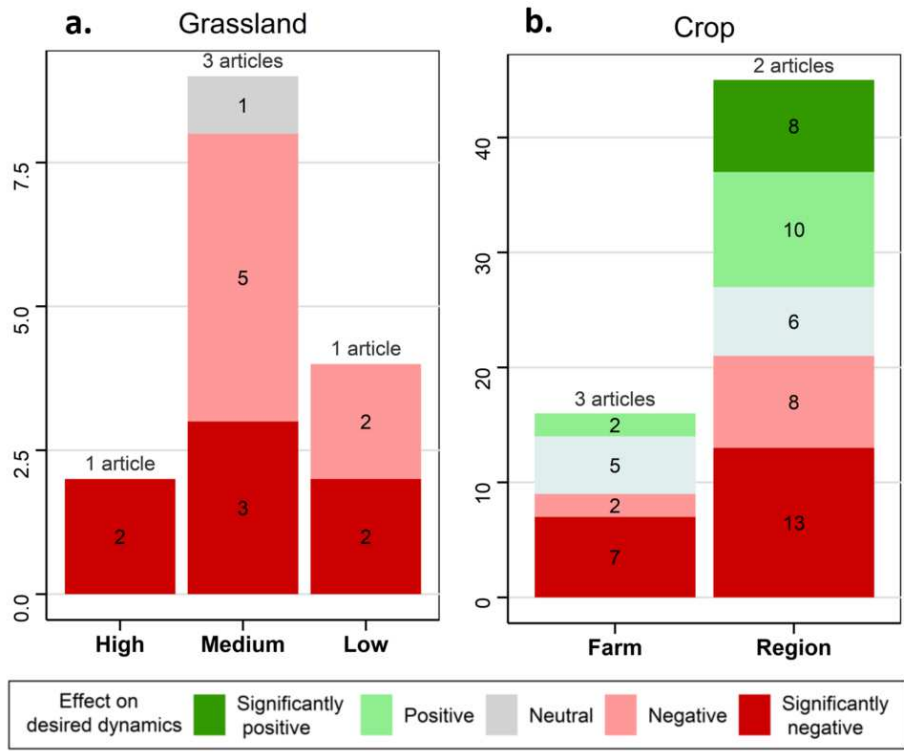 a. Grassland
3 articles
1
5
3
1 article
2
1 article
2
2
0.0
2.5
5.0
7.5
High
Medium
Low
b. Crop
2 articles
8
10
6
8
13
3 articles
2
5
2
7
0
10
20
30
40
Farm
Region
Effect on
desired dynamics
Significantly
positive
Positive
Neutral
Negative
Significantly
negative